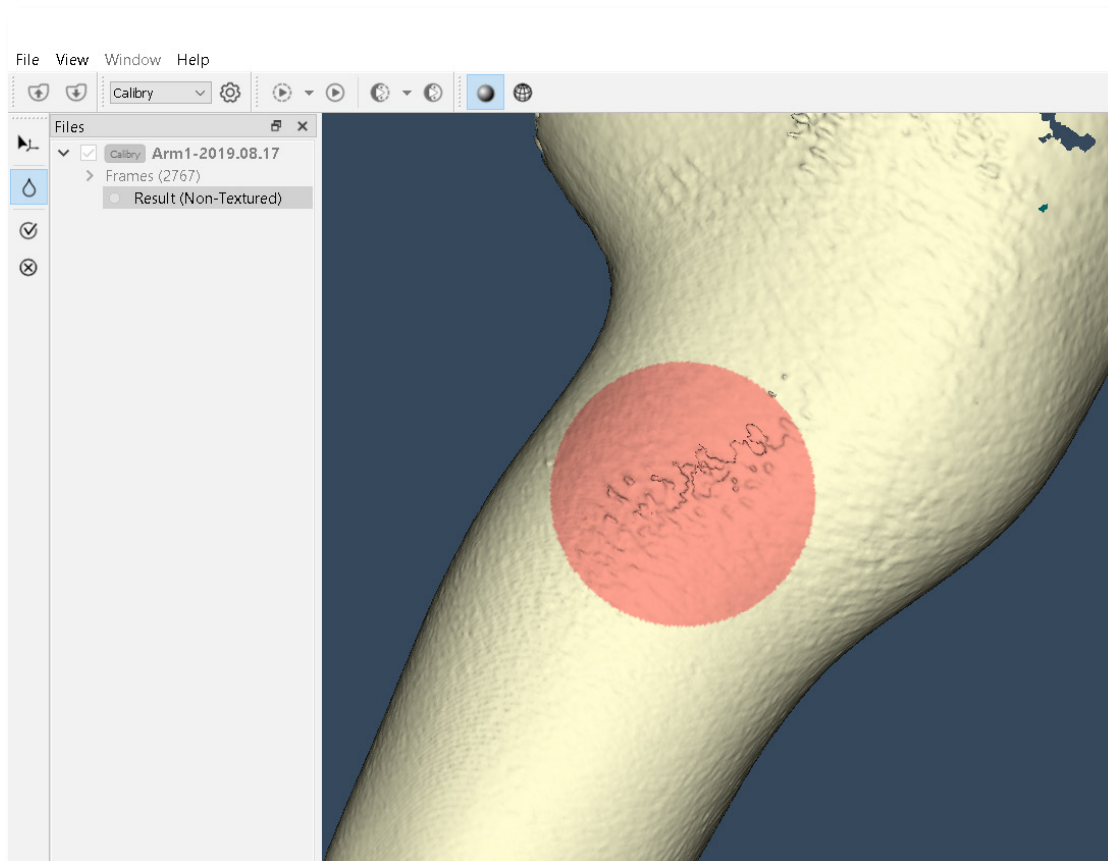 File View Window Help
Calibry
Files
Calibry Arm1-2019.08.17
Frames (2767)
Result (Non-Textured)